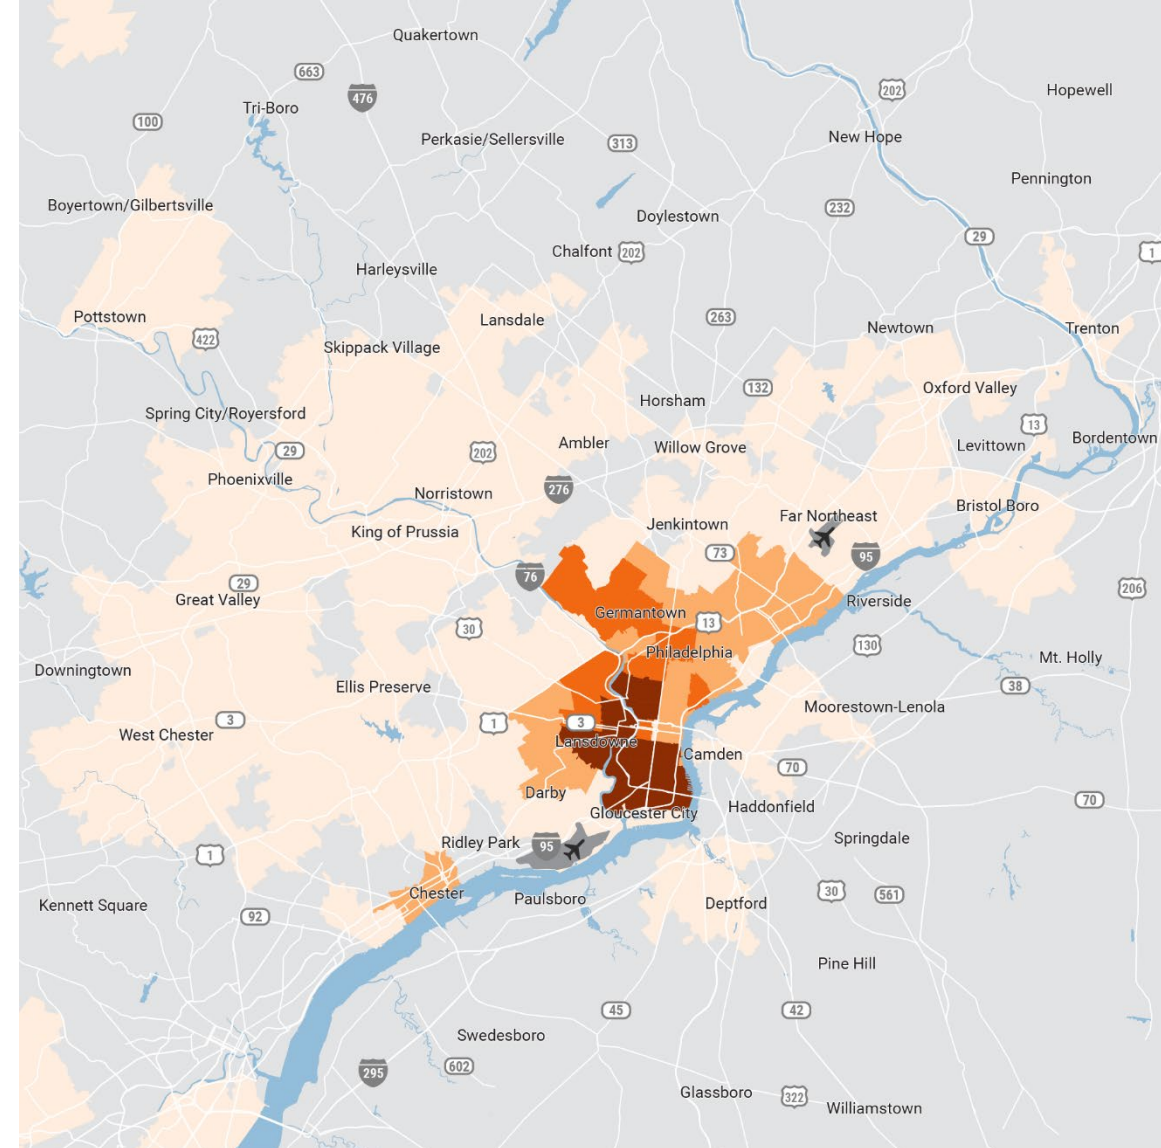 Quakertown
663
476
Tri-Boro
100
202
Hopewell
New Hope
Perkasie/Sellersville
313
Pennington
Boyertown/Gilbertsville
Doylestown
232
29
Chalfont
202
1
Harleysville
Pottstown
Lansdale
263
Newtown
Trenton
422
Skippack Village
132
Oxford Valley
Horsham
Spring City/Royersford
13
Bordentown
29
202
Ambler
Willow Grove
Levittown
Phoenixville
Norristown
276
Bristol Boro
Far Northeast
King of Prussia
Jenkintown
73
95
76
29
Great Valley
Germantown
Riverside
206
30
13
130
Philadelphia
Mt. Holly
Downingtown
Ellis Preserve
38
3
1
3
Moorestown-Lenola
West Chester
Lansdowne
Camden
70
Darby
70
Gloucester City
Haddonfield
Ridley Park
95
Springdale
1
Chester
Paulsboro
30
561
Kennett Square
92
Deptford
Pine Hill
45
42
Swedesboro
602
295
Glassboro
322
Williamstown